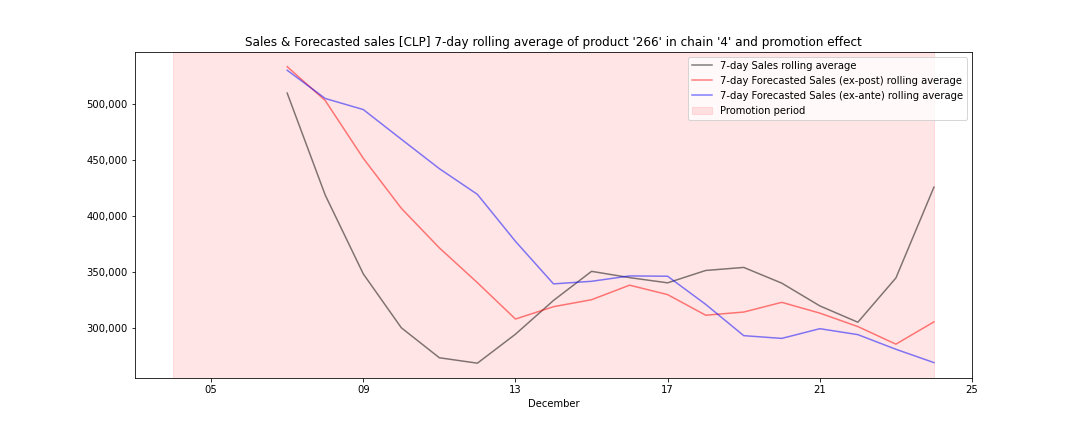 Sales & Forecasted sales [CLP] 7-day rolling average of product '266' in chain '4' and promotion effect
7-day Sales rolling average
7-day Forecasted Sales (ex-post) rolling average
7-day Forecasted Sales (ex-ante) rolling average
Promotion period
500,000
450,000
400,000
350,000
300,000
05 09 13 17 21 25
December